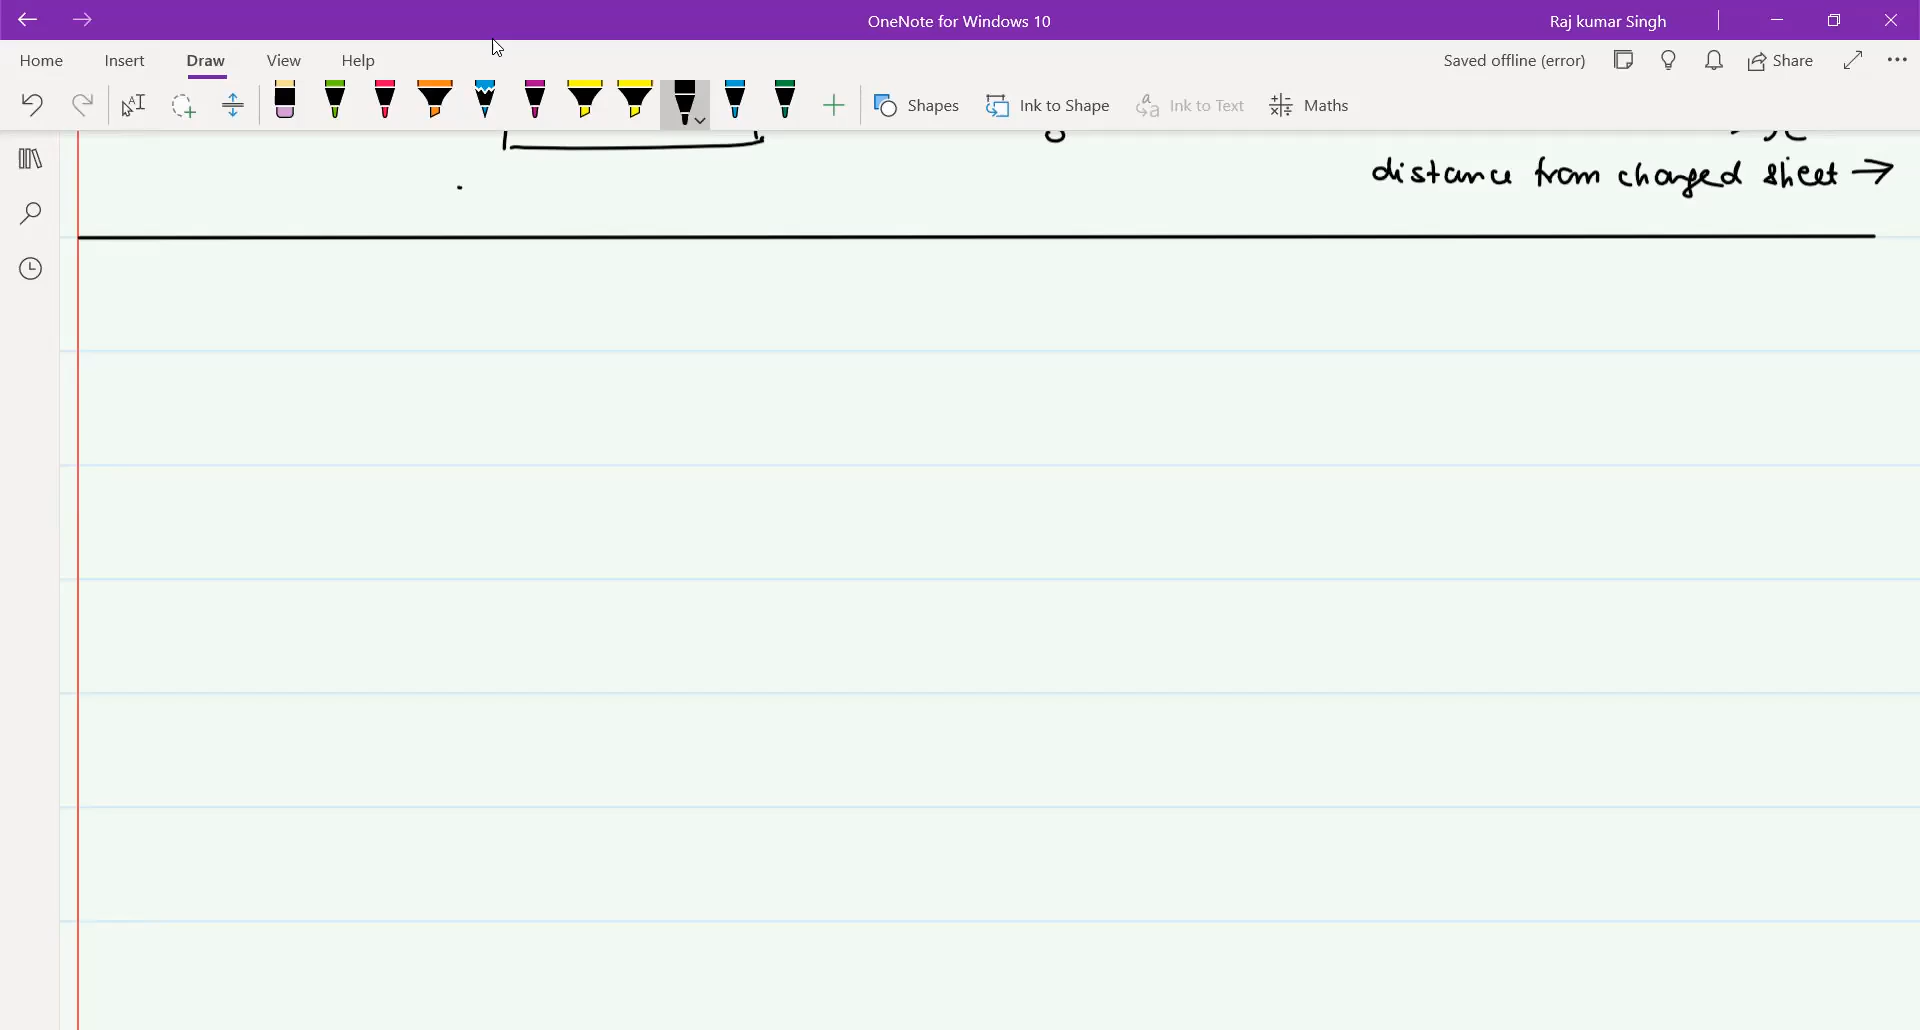 OneNote for Windows 10
Raj kumar Singh
Home Insert Draw View Help
Saved offline (error)
Share
Shapes Ink to Shape Ink to Text Maths
distance from charged sheet →